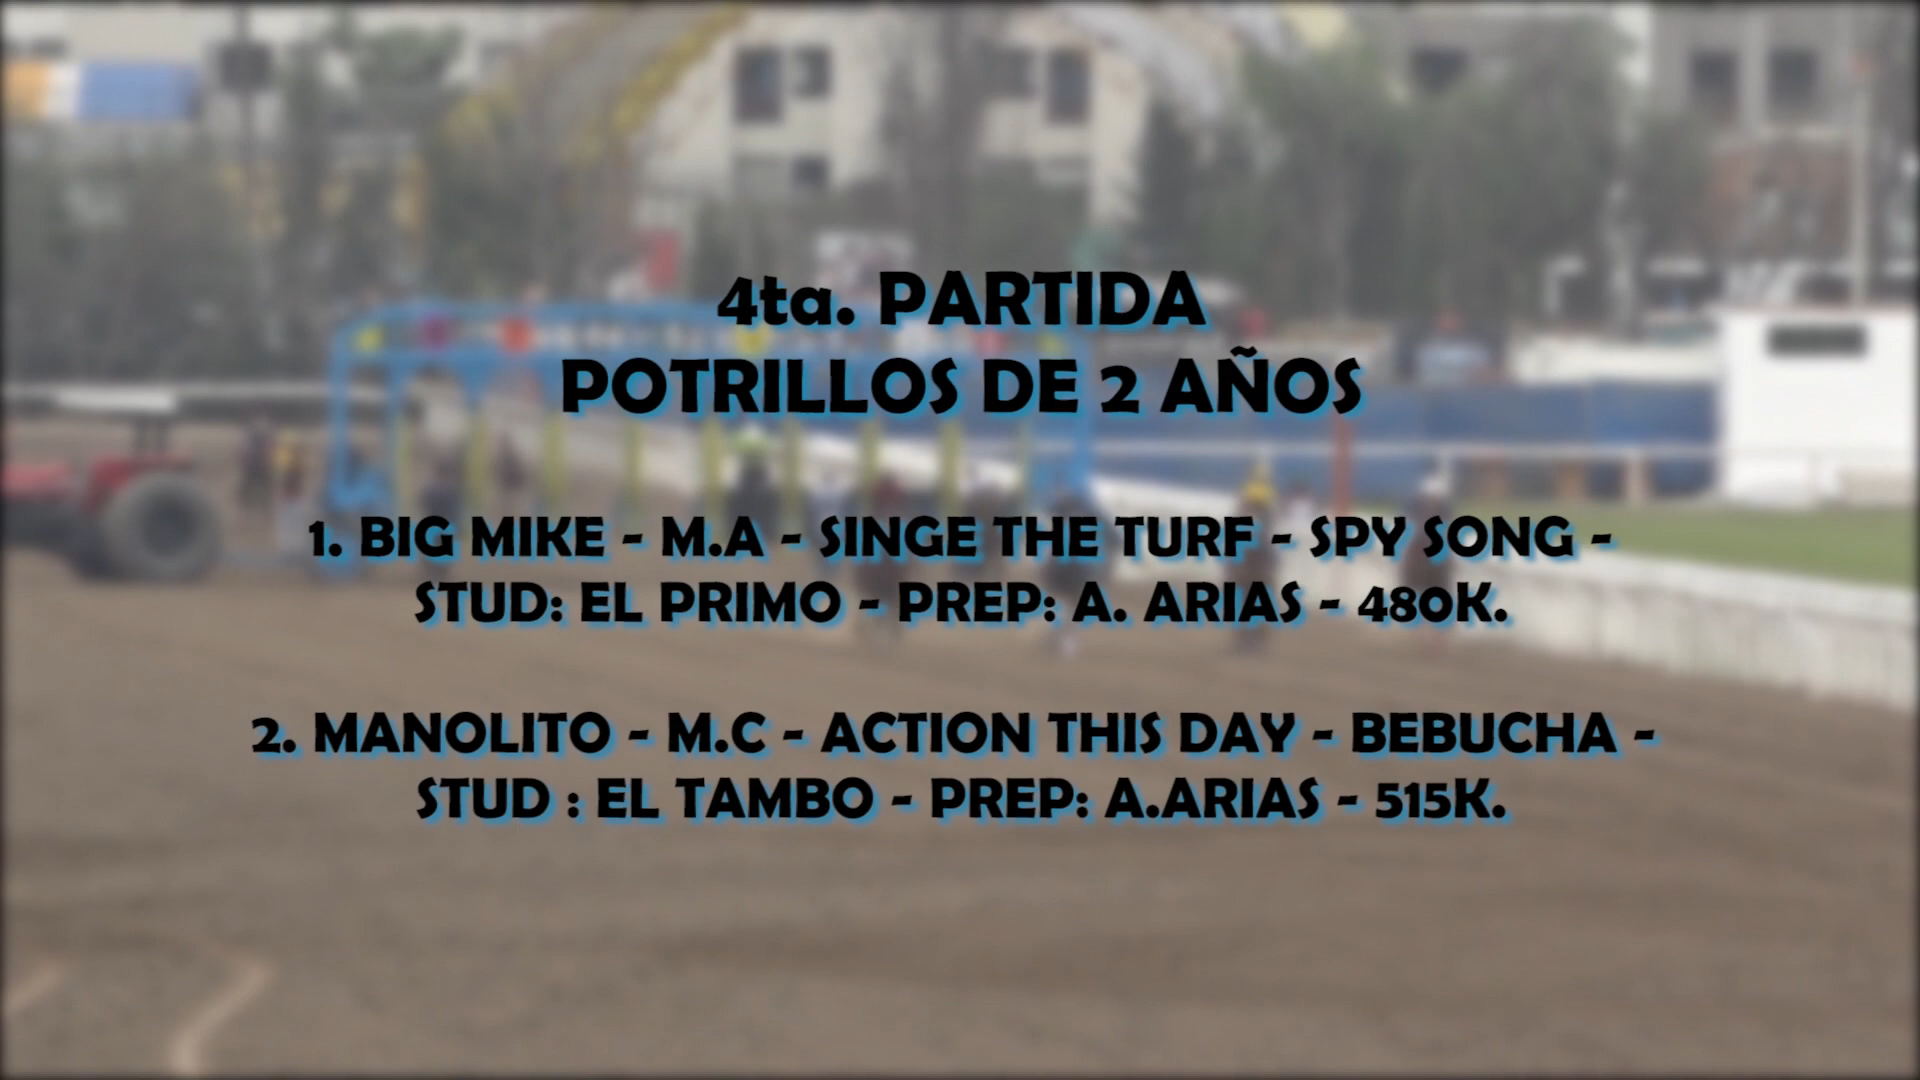 4ta. PARTIDA
POTRILLOS DE 2 AÑOS
1. BIG MIKE - M.A - SINGE THE TURF - SPY SONG -
STUD: EL PRIMO - PREP: A. ARIAS - 480K.
2. MANOLITO - M.C - ACTION THIS DAY - BEBUCHA -
STUD : EL TAMBO - PREP: A.ARIAS - 515K.